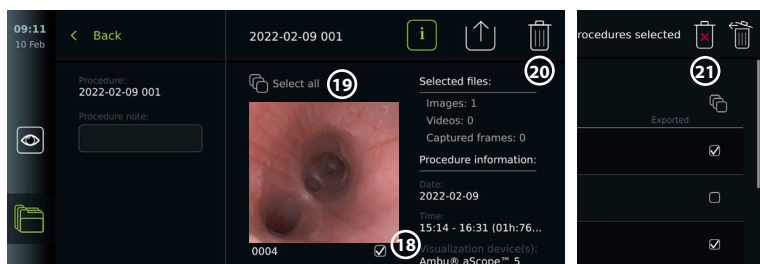 09:11
10 Feb
Back
2022-02-09 001
i
20
rocedures selected
21
Procedure:
2022-02-09 001
Procedure note:
Select all
19
Selected files:
Images: 1
Videos: 0
Captured frames: 0
Procedure information:
Date:
2022-02-09
Time:
15:14 - 16:31 (01h:76...
Visualization device(s):
Ambu® aScope™ 5
0004
18
Exported